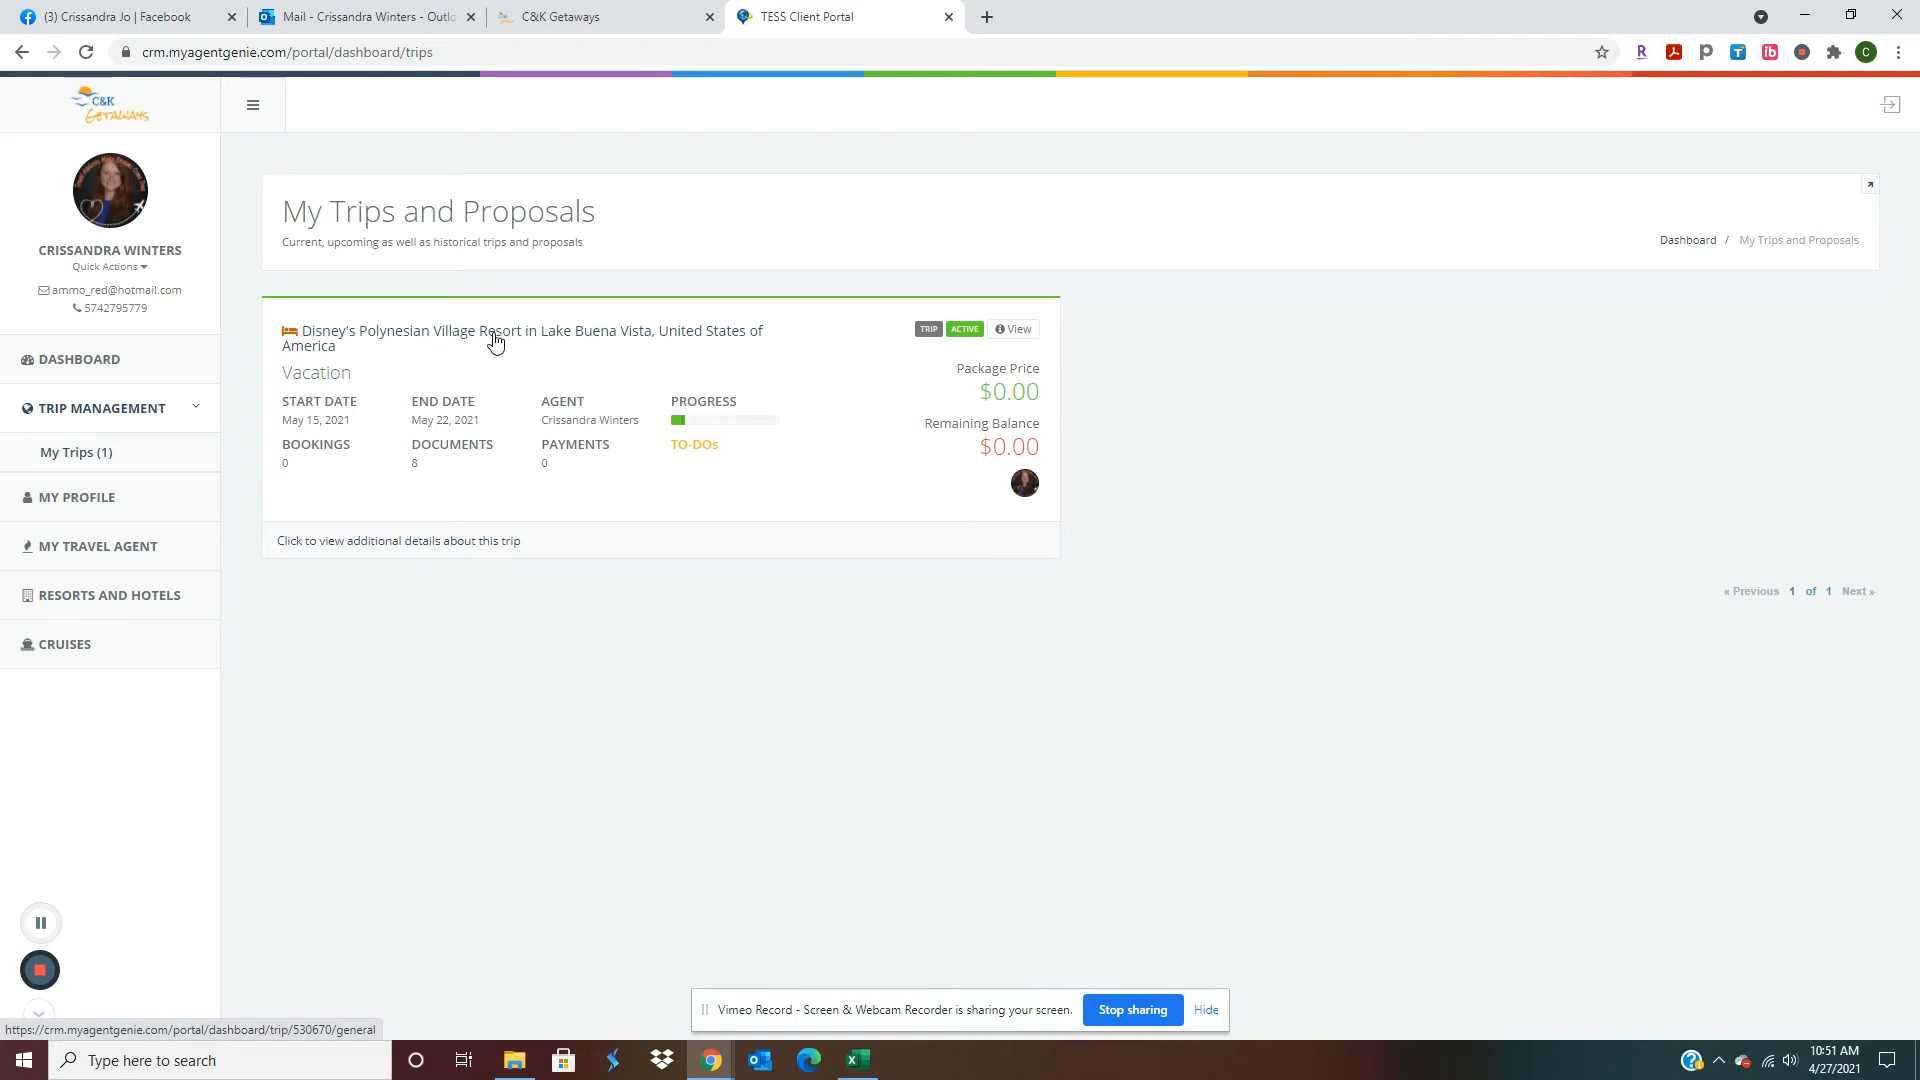 (3) Crissandra Jo | Facebook
Mail - Crissandra Winters - Outlo
C&K Getaways
TESS Client Portal
crm.myagentgenie.com/portal/dashboard/trips
C&K
GETAWAYS
CRISSANDRA WINTERS
Quick Actions
ammo_red@hotmail.com
5742795779
DASHBOARD
TRIP MANAGEMENT
My Trips (1)
MY PROFILE
MY TRAVEL AGENT
RESORTS AND HOTELS
CRUISES
My Trips and Proposals
Current, upcoming as well as historical trips and proposals
Dashboard / My Trips and Proposals
Disney's Polynesian Village Resort in Lake Buena Vista, United States of
America
TRIP ACTIVE View
Vacation
Package Price
$0.00
START DATE END DATE AGENT PROGRESS
May 15, 2021 May 22, 2021 Crissandra Winters
Remaining Balance
$0.00
BOOKINGS DOCUMENTS PAYMENTS TO-DOs
0 8 0
Click to view additional details about this trip
« Previous 1 of 1 Next »
Vimeo Record - Screen & Webcam Recorder is sharing your screen. Stop sharing Hide
https://crm.myagentgenie.com/portal/dashboard/trip/530670/general
Type here to search
10:51 AM
4/27/2021